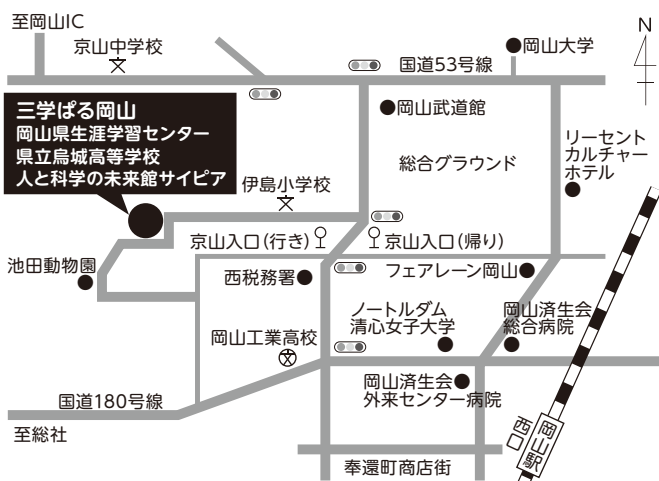 至岡山IC
京山中学校
国道53号線
岡山大学
N
三学ぱる岡山
岡山県生涯学習センター
県立烏城高等学校
人と科学の未来館サイピア
岡山武道館
総合グラウンド
リーセント
カルチャー
ホテル
伊島小学校
京山入口(行き)
京山入口(帰り)
池田動物園
西税務署
フェアレーン岡山
岡山工業高校
ノートルダム
清心女子大学
岡山済生会
総合病院
国道180号線
岡山済生会
外来センター病院
至総社
奉還町商店街
西口
岡山駅